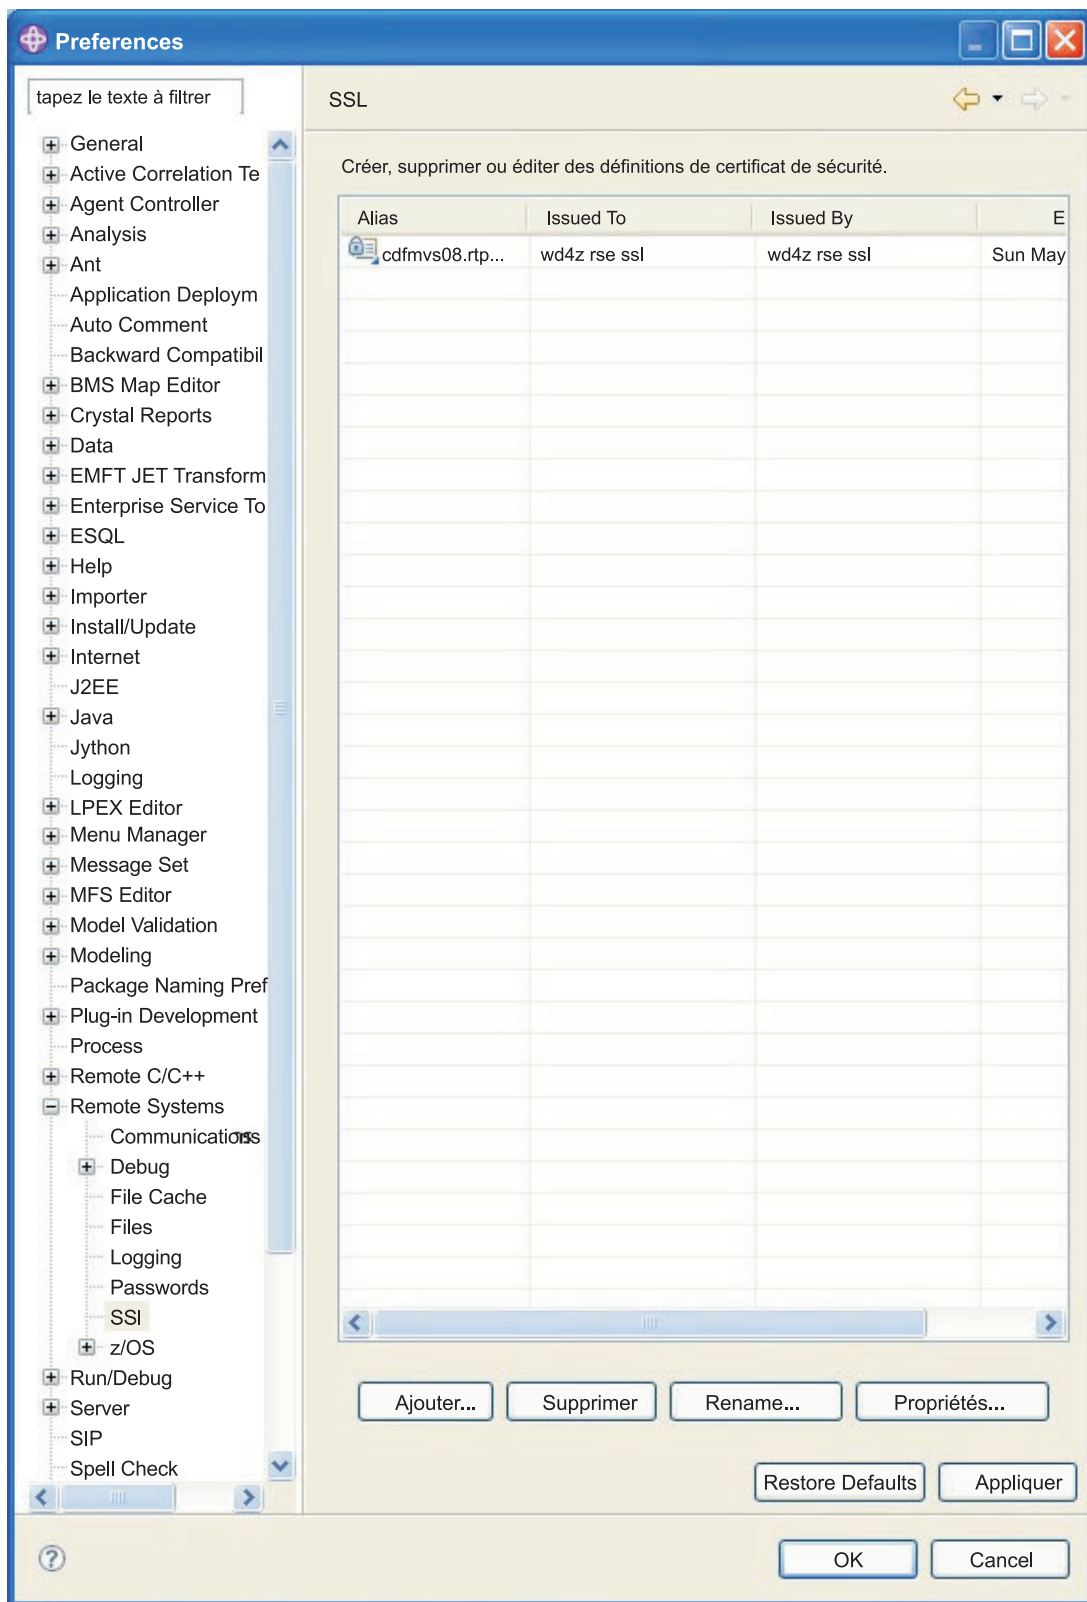 Preferences
tapez le texte à filtrer
General
Active Correlation Te
Agent Controller
Analysis
Ant
Application Deploym
Auto Comment
Backward Compatibil
BMS Map Editor
Crystal Reports
Data
EMFT JET Transform
Enterprise Service To
ESQL
Help
Importer
Install/Update
Internet
J2EE
Java
Jython
Logging
LPEX Editor
Menu Manager
Message Set
MFS Editor
Model Validation
Modeling
Package Naming Pref
Plug-in Development
Process
Remote C/C++
Remote Systems
Communications
Debug
File Cache
Files
Logging
Passwords
SSl
z/OS
Run/Debug
Server
SIP
Spell Check
SSL
Créer, supprimer ou éditer des définitions de certificat de sécurité.
Alias Issued To Issued By E
cdfmvs08.rtp... wd4z rse ssl wd4z rse ssl Sun May
Ajouter... Supprimer Rename... Propriétés...
Restore Defaults Appliquer
OK Cancel